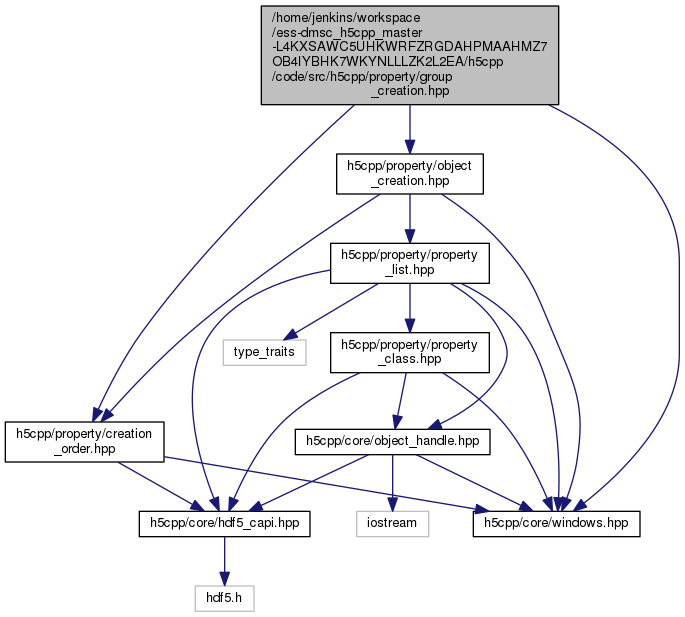 /home/jenkins/workspace
/ess-dmsc_h5cpp_master
-L4KXSAWC5UHKWRFZRGDAHPMAAHMZ7
OB4IYBHK7WKYNLLLZK2L2EA/h5cpp
/code/src/h5cpp/property/group
_creation.hpp
h5cpp/property/object
_creation.hpp
h5cpp/property/property
_list.hpp
type_traits
h5cpp/property/property
_class.hpp
h5cpp/property/creation
_order.hpp
h5cpp/core/object_handle.hpp
h5cpp/core/hdf5_capi.hpp
iostream
h5cpp/core/windows.hpp
hdf5.h